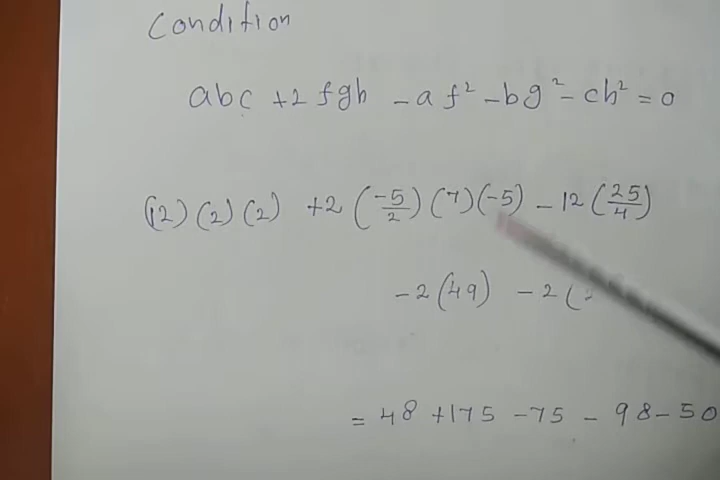 Condition
abc + 2fgh - af² - bg² - ch² = 0
(12) (2) (2) + 2 (-5/2) (7) (-5) - 12 (25/4)
- 2 (49) - 2 (
= 48 + 175 - 75 - 98 - 50